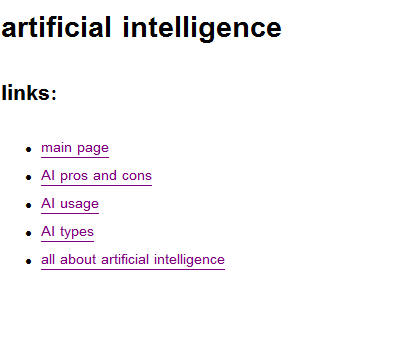 artificial intelligence
links:
main page
AI pros and cons
AI usage
AI types
all about artificial intelligence